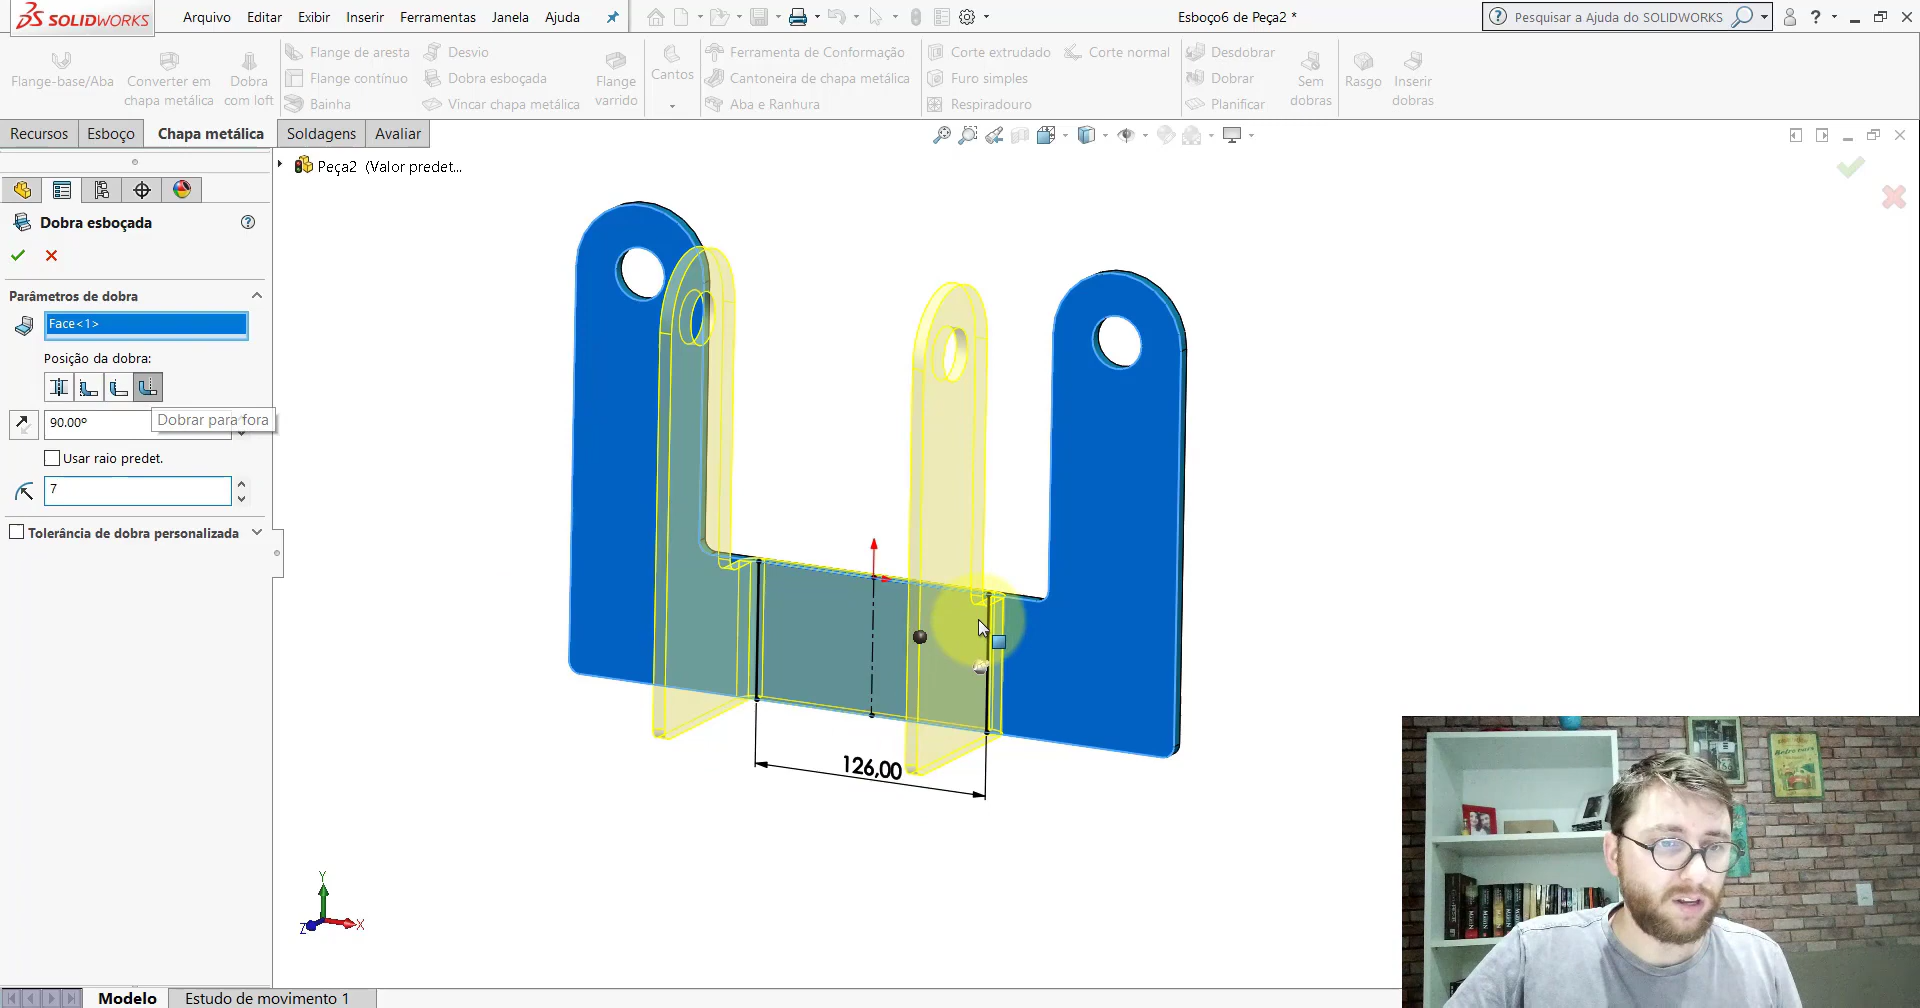 SOLIDWORKS
Arquivo Editar Exibir Inserir Ferramentas Janela Ajuda
Esboço6 de Peça2 *
Pesquisar a Ajuda do SOLIDWORKS
Flange-base/Aba
Converter em
chapa metálica
Dobra
com loft
Flange de aresta
Flange contínuo
Bainha
Desvio
Dobra esboçada
Vincar chapa metálica
Flange
varrido
Cantos
Ferramenta de Conformação
Cantoneira de chapa metálica
Aba e Ranhura
Corte extrudado
Furo simples
Respiradouro
Corte normal
Desdobrar
Dobrar
Planificar
Sem
dobras
Rasgo
Inserir
dobras
Recursos Esboço Chapa metálica Soldagens Avaliar
Peça2 (Valor predet...
Dobra esboçada
Parâmetros de dobra
Face<1>
Posição da dobra:
90.00º
Dobrar para fora
Usar raio predet.
7
Tolerância de dobra personalizada
126,00
Y
X
Z
Modelo Estudo de movimento 1